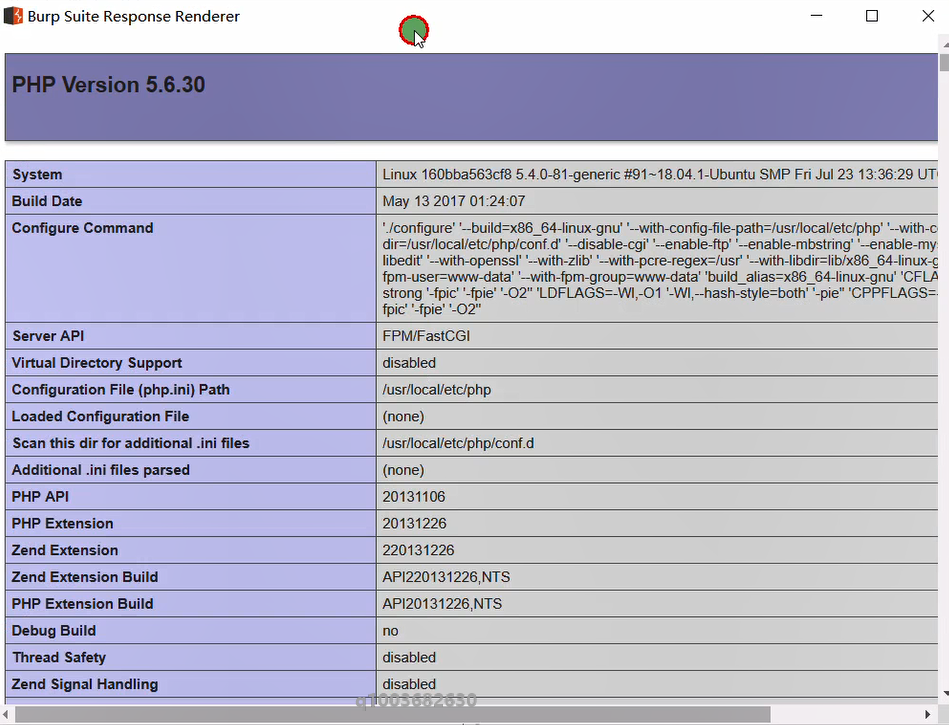 Burp Suite Response Renderer
PHP Version 5.6.30
System Linux 160bba563cf8 5.4.0-81-generic #91~18.04.1-Ubuntu SMP Fri Jul 23 13:36:29 UT
Build Date May 13 2017 01:24:07
Configure Command './configure' '--build=x86_64-linux-gnu' '--with-config-file-path=/usr/local/etc/php' '--with-c
dir=/usr/local/etc/php/conf.d' '--disable-cgi' '--enable-ftp' '--enable-mbstring' '--enable-my
libedit' '--with-openssl' '--with-zlib' '--with-pcre-regex=/usr' '--with-libdir=lib/x86_64-linux-g
fpm-user=www-data' '--with-fpm-group=www-data' 'build_alias=x86_64-linux-gnu' 'CFLA
strong '-fpic' '-fpie' '-O2'' 'LDFLAGS=-Wl,-O1 '-Wl,--hash-style=both' '-pie'' 'CPPFLAGS=
fpic' '-fpie' '-O2''
Server API FPM/FastCGI
Virtual Directory Support disabled
Configuration File (php.ini) Path /usr/local/etc/php
Loaded Configuration File (none)
Scan this dir for additional .ini files /usr/local/etc/php/conf.d
Additional .ini files parsed (none)
PHP API 20131106
PHP Extension 20131226
Zend Extension 220131226
Zend Extension Build API220131226,NTS
PHP Extension Build API20131226,NTS
Debug Build no
Thread Safety disabled
Zend Signal Handling disabled
q1003682630